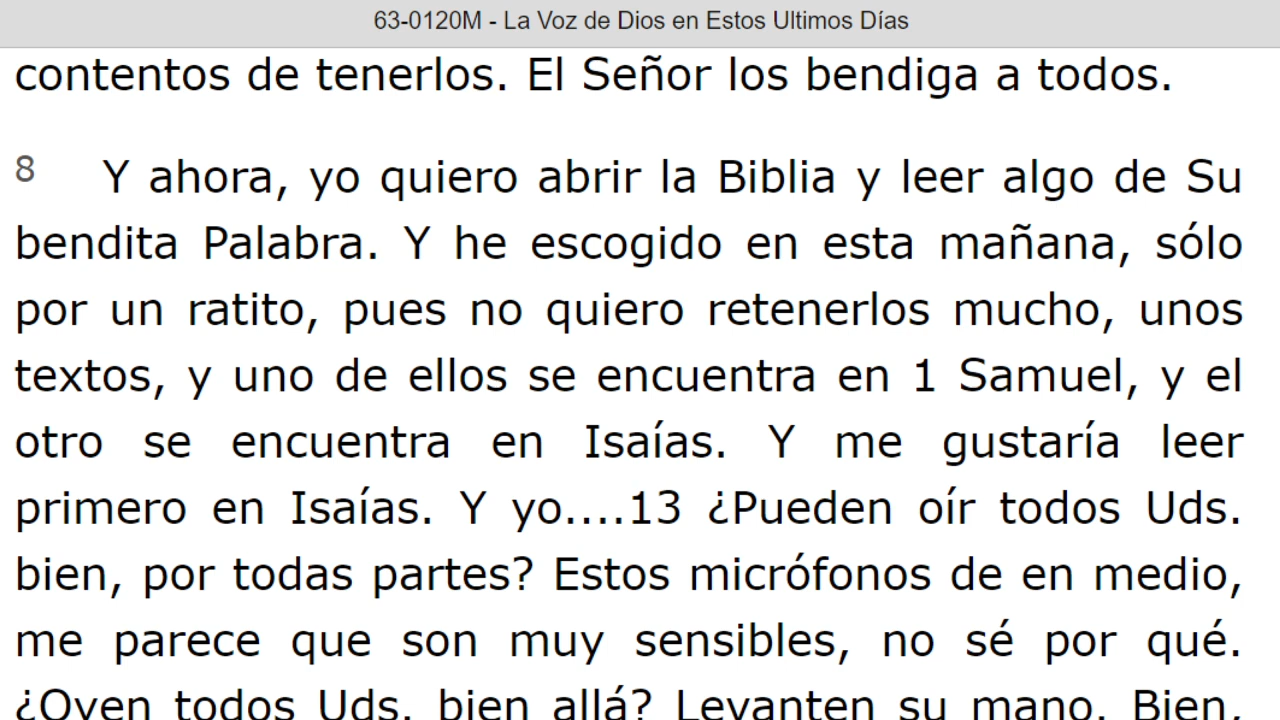 63-0120M - La Voz de Dios en Estos Ultimos Días
contentos de tenerlos. El Señor los bendiga a todos.
8 Y ahora, yo quiero abrir la Biblia y leer algo de Su
bendita Palabra. Y he escogido en esta mañana, sólo
por un ratito, pues no quiero retenerlos mucho, unos
textos, y uno de ellos se encuentra en 1 Samuel, y el
otro se encuentra en Isaías. Y me gustaría leer
primero en Isaías. Y yo....13 ¿Pueden oír todos Uds.
bien, por todas partes? Estos micrófonos de en medio,
me parece que son muy sensibles, no sé por qué.
¿Oyen todos Uds. bien allá? Levanten su mano. Bien,